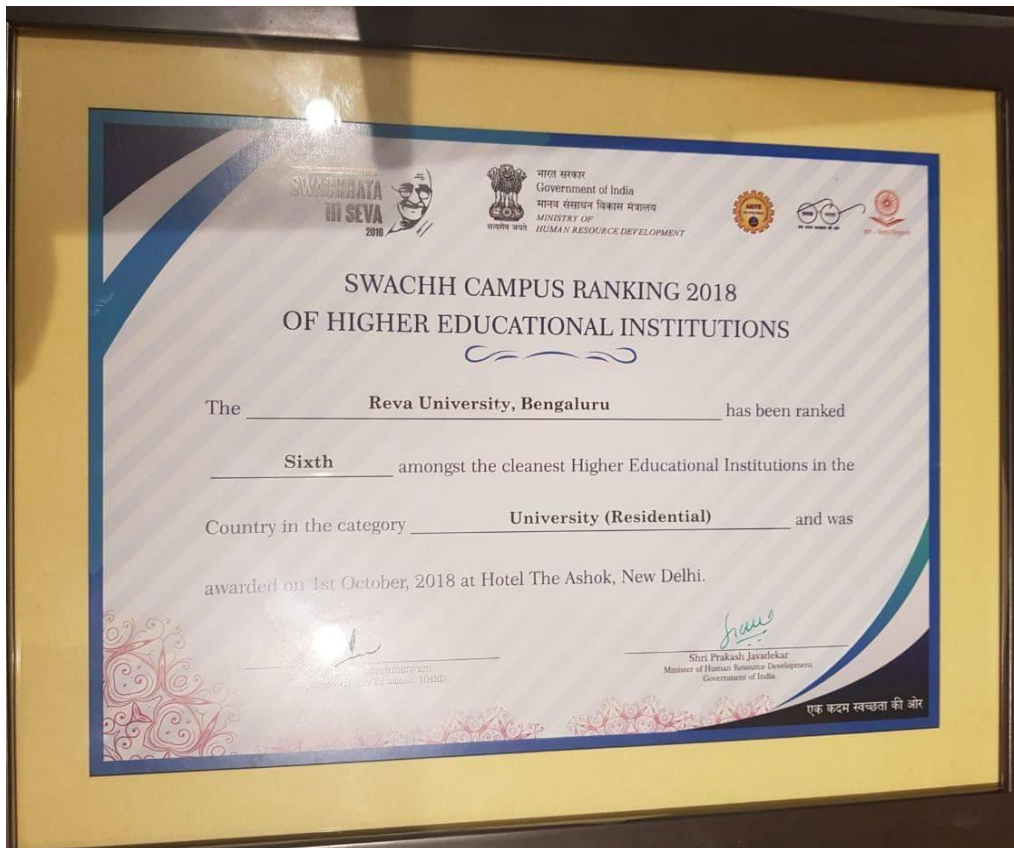 SWACHHATA
HI SEVA
2018
भारत सरकार
Government of India
मानव संसाधन विकास मंत्रालय
MINISTRY OF
HUMAN RESOURCE DEVELOPMENT
सत्यमेव जयते
AICTE
SWACHH CAMPUS RANKING 2018
OF HIGHER EDUCATIONAL INSTITUTIONS
The Reva University, Bengaluru has been ranked
Sixth amongst the cleanest Higher Educational Institutions in the
Country in the category University (Residential) and was
awarded on 1st October, 2018 at Hotel The Ashok, New Delhi.
Shri Prakash Javadekar
Minister of Human Resource Development
Government of India
एक कदम स्वच्छता की ओर